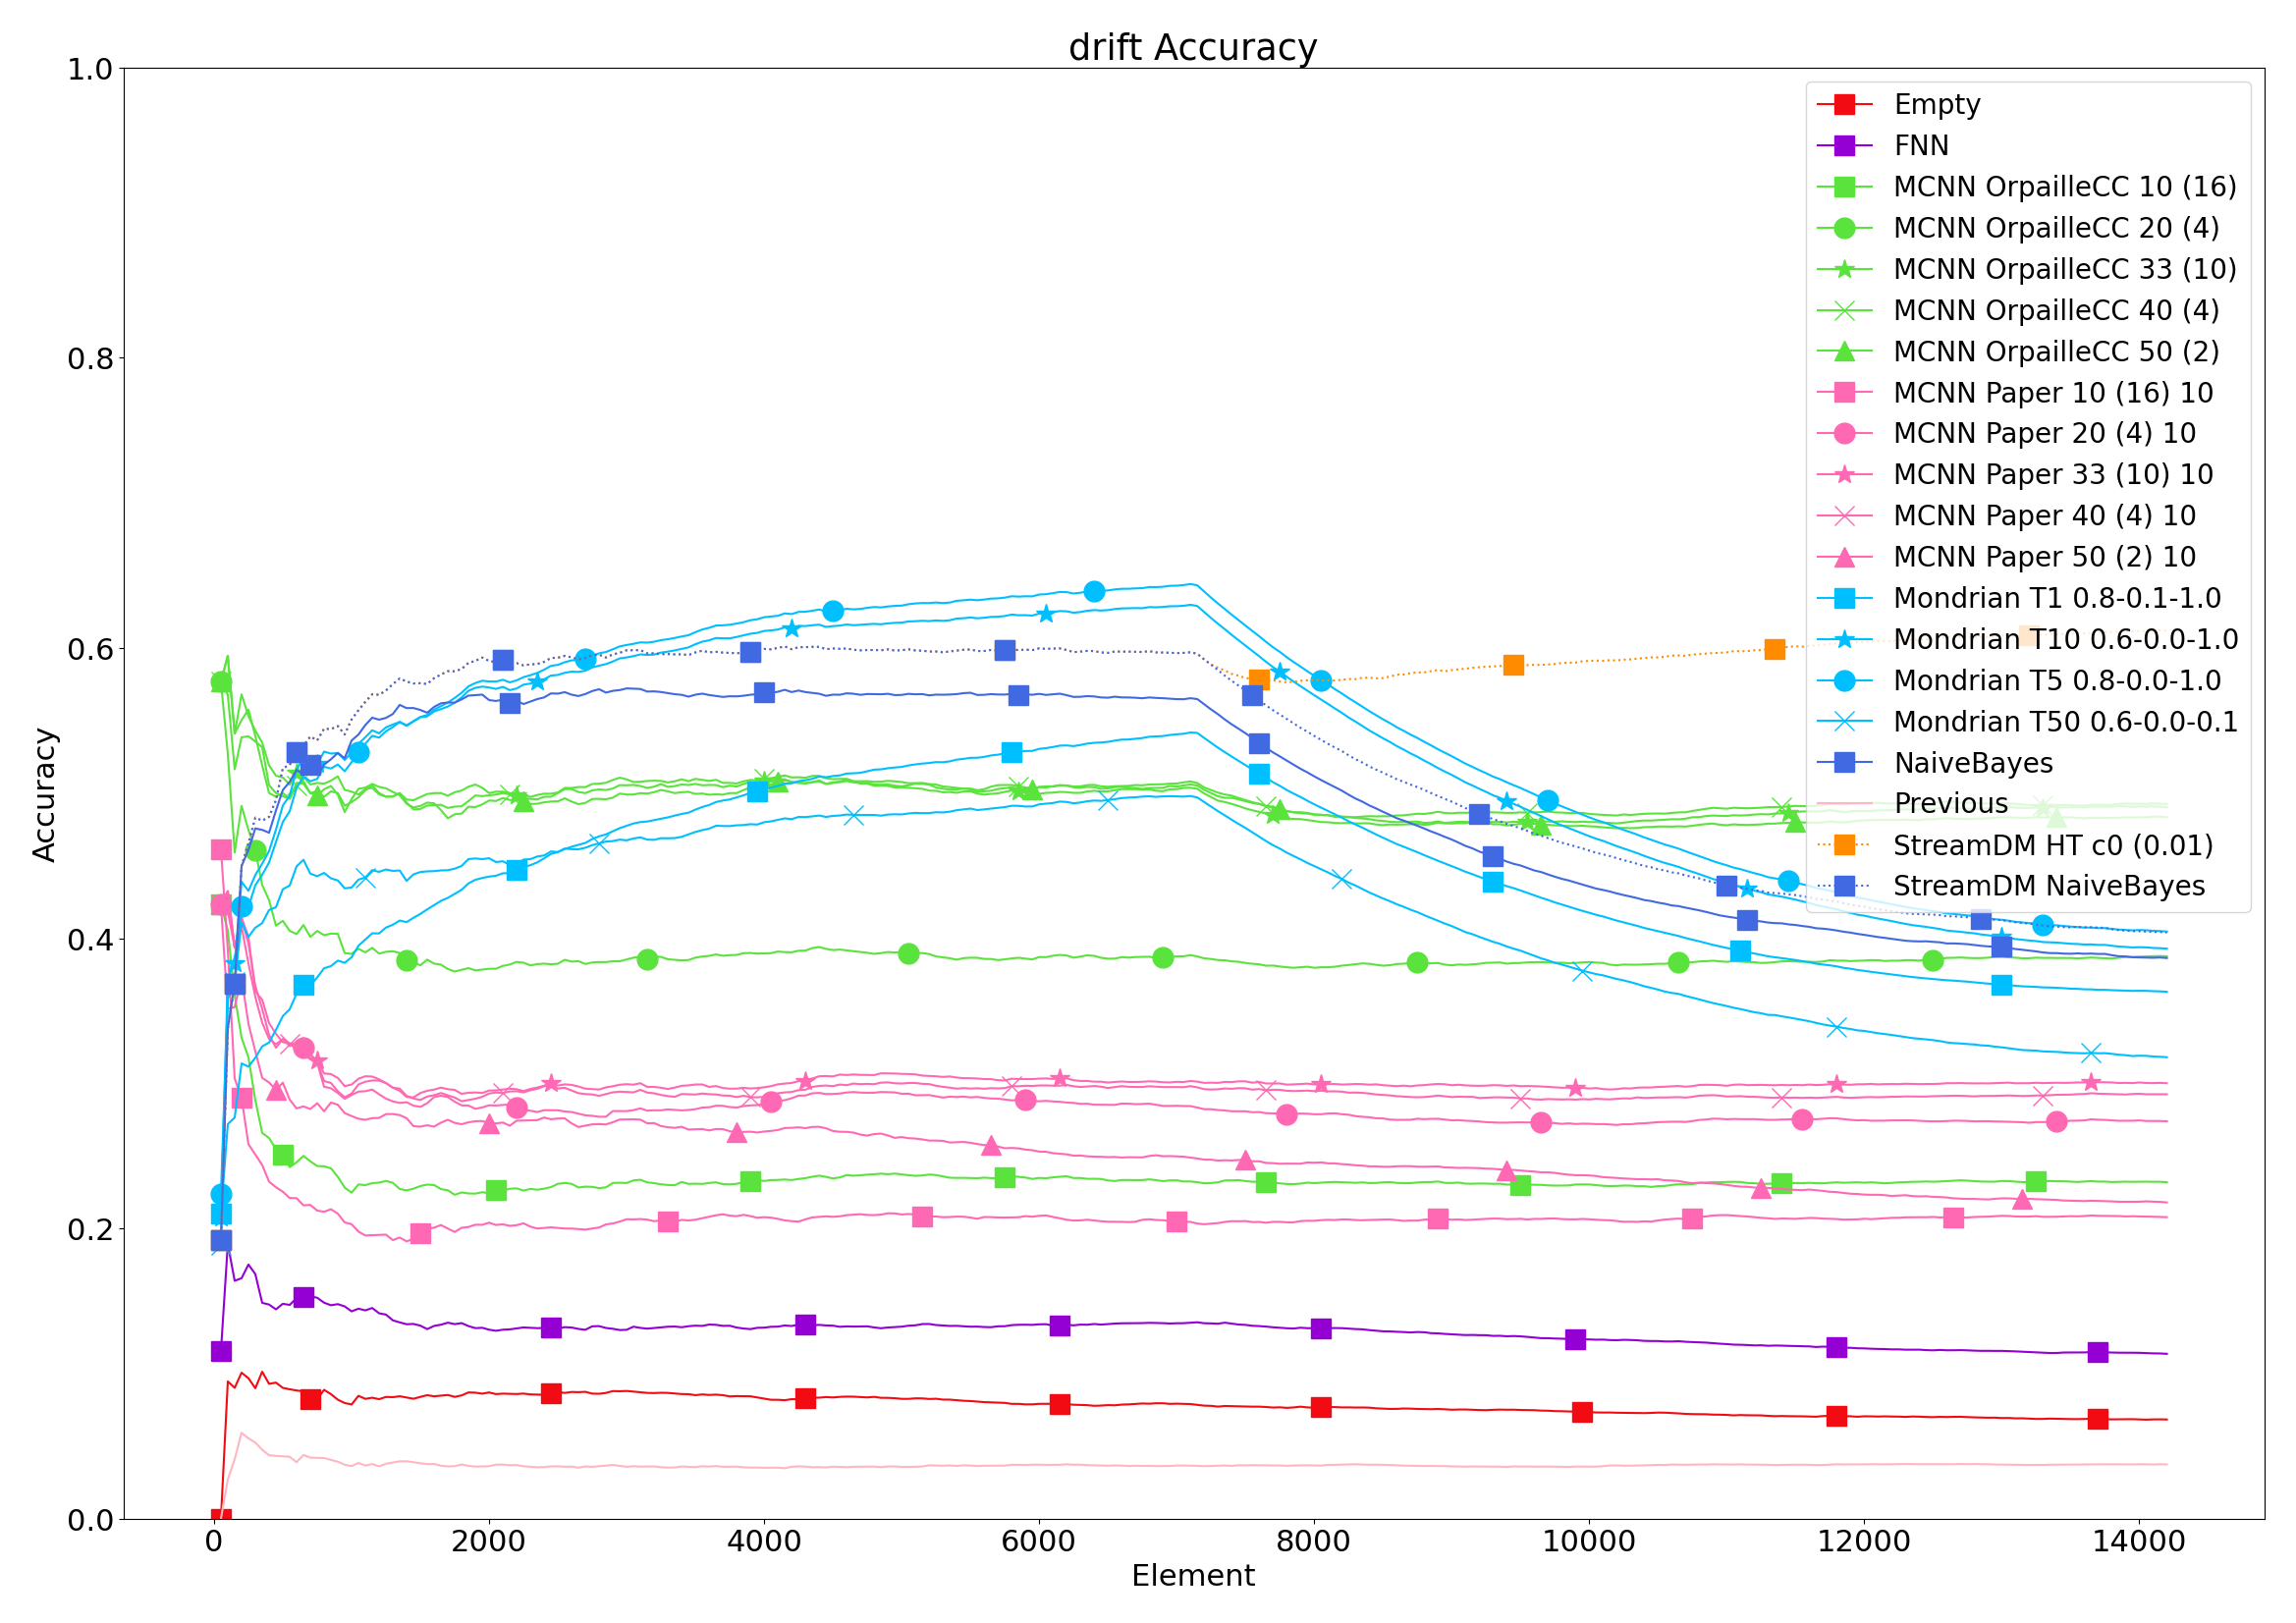 drift Accuracy
1.0
0.8
0.6
0.4
0.2
0.0
Accuracy
0
2000
4000
6000
8000
10000
12000
14000
Element
Empty
FNN
MCNN OrpailleCC 10 (16)
MCNN OrpailleCC 20 (4)
MCNN OrpailleCC 33 (10)
MCNN OrpailleCC 40 (4)
MCNN OrpailleCC 50 (2)
MCNN Paper 10 (16) 10
MCNN Paper 20 (4) 10
MCNN Paper 33 (10) 10
MCNN Paper 40 (4) 10
MCNN Paper 50 (2) 10
Mondrian T1 0.8-0.1-1.0
Mondrian T10 0.6-0.0-1.0
Mondrian T5 0.8-0.0-1.0
Mondrian T50 0.6-0.0-0.1
NaiveBayes
Previous
StreamDM HT c0 (0.01)
StreamDM NaiveBayes